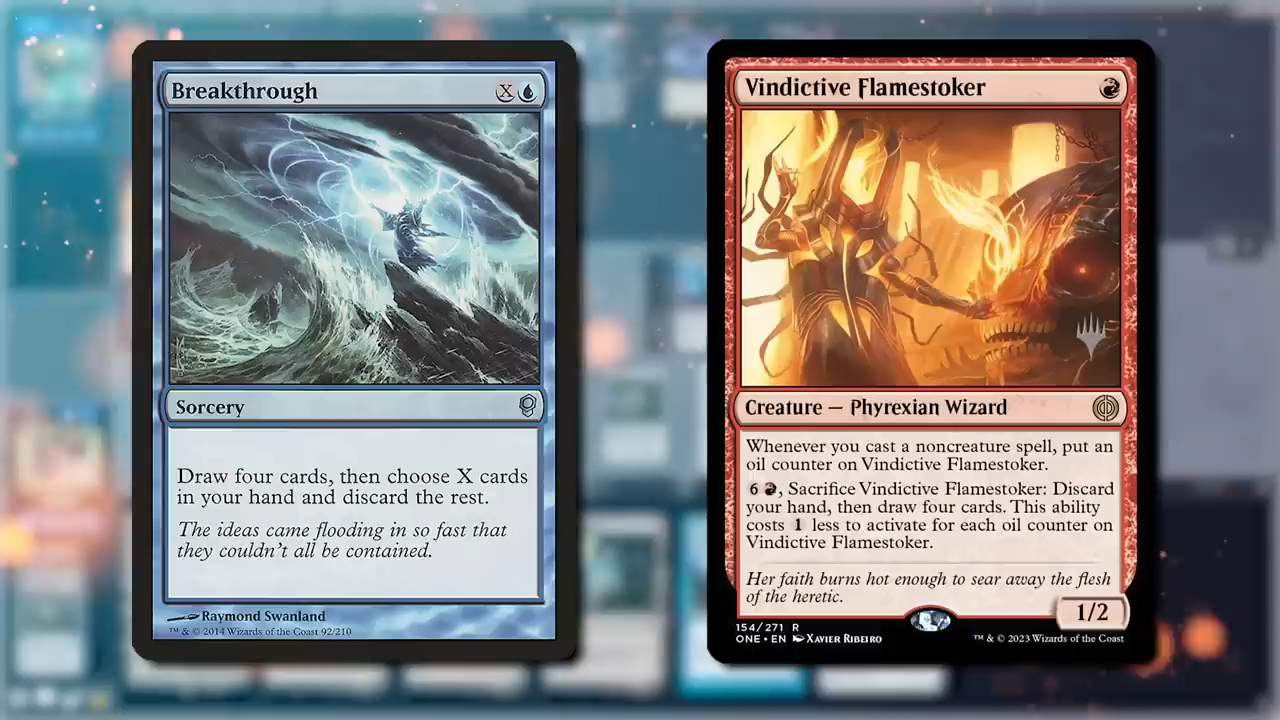 Breakthrough X
Sorcery
Draw four cards, then choose X cards
in your hand and discard the rest.
The ideas came flooding in so fast that
they couldn't all be contained.
Raymond Swanland
™ & © 2014 Wizards of the Coast 92/210
Vindictive Flamestoker
Creature — Phyrexian Wizard
Whenever you cast a noncreature spell, put an
oil counter on Vindictive Flamestoker.
6 , Sacrifice Vindictive Flamestoker: Discard
your hand, then draw four cards. This ability
costs 1 less to activate for each oil counter on
Vindictive Flamestoker.
Her faith burns hot enough to sear away the flesh
of the heretic.
1/2
154/271 R
ONE • EN Xavier Ribeiro
™ & © 2023 Wizards of the Coast